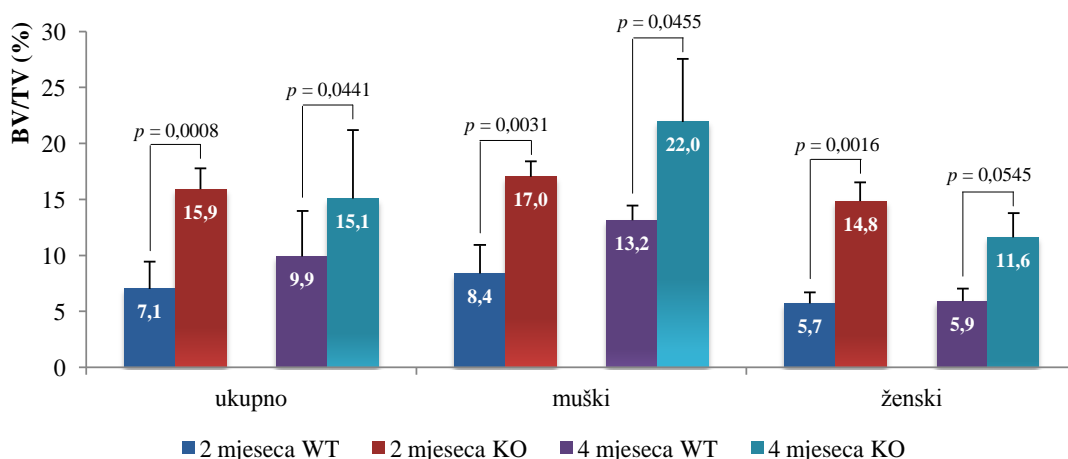 BV/TV (%)
30
25
20
15
10
5
0
p = 0,0008
p = 0,0441
p = 0,0031
p = 0,0455
p = 0,0016
p = 0,0545
7,1
15,9
9,9
15,1
8,4
17,0
13,2
22,0
5,7
14,8
5,9
11,6
ukupno muški ženski
2 mjeseca WT 2 mjeseca KO 4 mjeseca WT 4 mjeseca KO